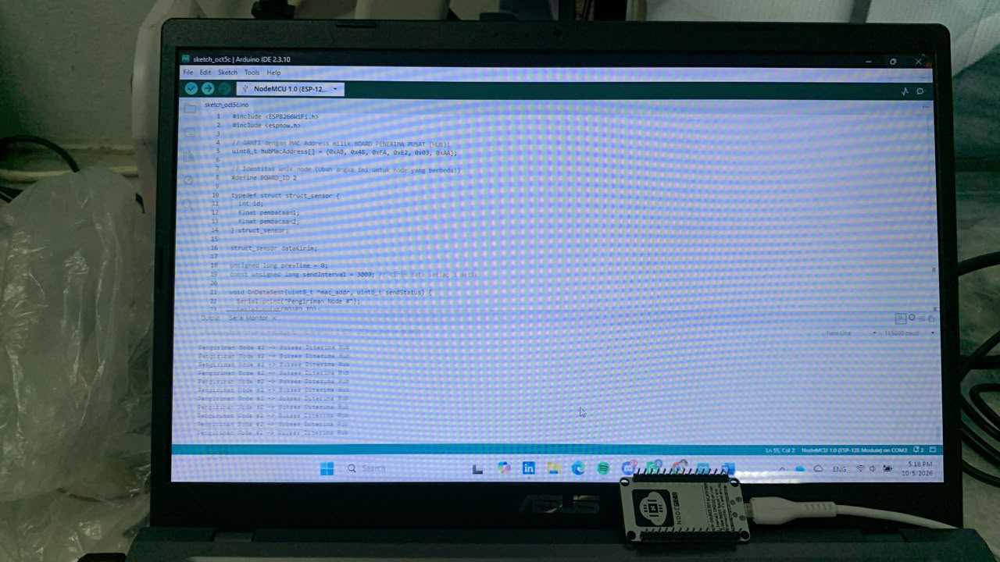 sketch_oct5c | Arduino IDE 2.3.10
File Edit Sketch Tools Help
NodeMCU 1.0 (ESP-12...
sketch_oct5c.ino
1 #include <ESP8266WiFi.h>
2 #include <espnow.h>
3
4 // GANTI dengan MAC Address milik BOARD PENERIMA PUSAT (HUB)!
5 uint8_t hubMacAddress[] = {0xA8, 0x48, 0xFA, 0xE2, 0x03, 0xAA};
6
7 // Identitas unik node (Ubah angka ini untuk node yang berbeda!)
8 #define BOARD_ID 2
9
10 typedef struct struct_sensor {
11 int id;
12 float pembacaan1;
13 float pembacaan2;
14 } struct_sensor;
15
16 struct_sensor dataKirim;
17
18 unsigned long prevTime = 0;
19 const unsigned long sendInterval = 3000; // Kirim data setiap 3 detik
20
21 void OnDataSent(uint8_t *mac_addr, uint8_t sendStatus) {
22 Serial.print("Pengiriman Node #");
23 Serial.print(BOARD_ID);
Output Serial Monitor ×
New Line 115200 baud
Pengiriman Node #2 -> Sukses Diterima Hub
Pengiriman Node #2 -> Sukses Diterima Hub
Pengiriman Node #2 -> Sukses Diterima Hub
Pengiriman Node #2 -> Sukses Diterima Hub
Pengiriman Node #2 -> Sukses Diterima Hub
Pengiriman Node #2 -> Sukses Diterima Hub
Pengiriman Node #2 -> Sukses Diterima Hub
Pengiriman Node #2 -> Sukses Diterima Hub
Pengiriman Node #2 -> Sukses Diterima Hub
Pengiriman Node #2 -> Sukses Diterima Hub
Pengiriman Node #2 -> Sukses Diterima Hub
Ln 55, Col 2 NodeMCU 1.0 (ESP-12E Module) on COM3 2
Search
ENG
5:18 PM
10/5/2026
ASUS
NODE